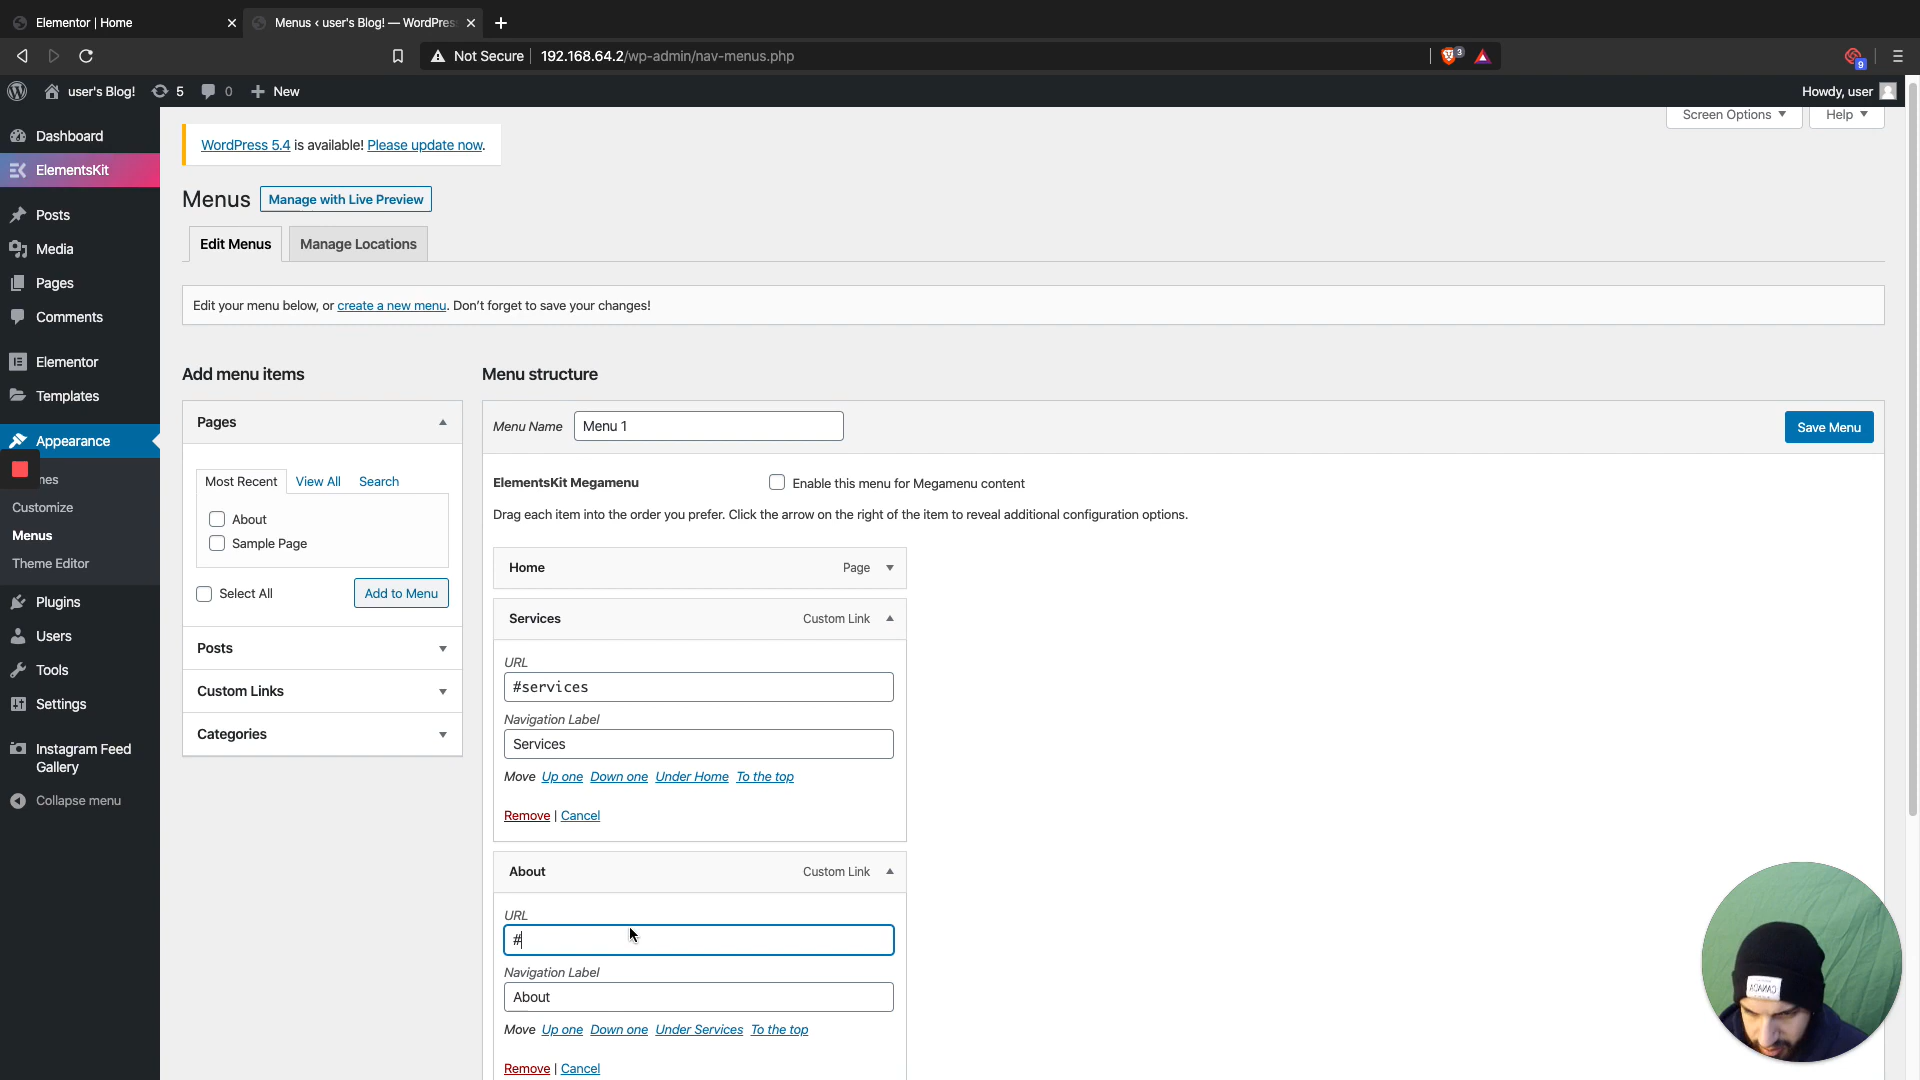 Elementor | Home
Menus ‹ user's Blog! — WordPres
Not Secure
192.168.64.2/wp-admin/nav-menus.php
3
9
user's Blog!
5
0
New
Howdy, user
Screen Options
Help
Dashboard
ElementsKit
Posts
Media
Pages
Comments
Elementor
Templates
Appearance
mes
Customize
Menus
Theme Editor
Plugins
Users
Tools
Settings
Instagram Feed
Gallery
Collapse menu
WordPress 5.4 is available! Please update now.
Menus
Manage with Live Preview
Edit Menus
Manage Locations
Edit your menu below, or create a new menu. Don't forget to save your changes!
Add menu items
Pages
Most Recent
View All
Search
About
Sample Page
Select All
Add to Menu
Posts
Custom Links
Categories
Menu structure
Menu Name
Menu 1
Save Menu
ElementsKit Megamenu
Enable this menu for Megamenu content
Drag each item into the order you prefer. Click the arrow on the right of the item to reveal additional configuration options.
Home
Page
Services
Custom Link
URL
#services
Navigation Label
Services
Move Up one Down one Under Home To the top
Remove | Cancel
About
Custom Link
URL
#
Navigation Label
About
Move Up one Down one Under Services To the top
Remove | Cancel
CANADA